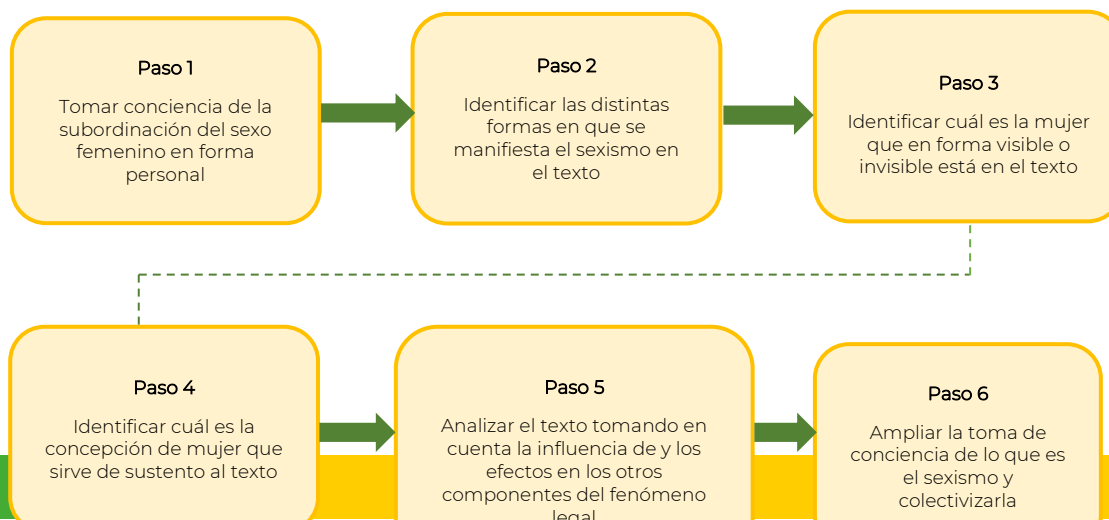 Paso 1
Tomar conciencia de la
subordinación del sexo
femenino en forma
personal
Paso 2
Identificar las distintas
formas en que se
manifiesta el sexismo en
el texto
Paso 3
Identificar cuál es la mujer
que en forma visible o
invisible está en el texto
Paso 4
Identificar cuál es la
concepción de mujer que
sirve de sustento al texto
Paso 5
Analizar el texto tomando en
cuenta la influencia de y los
efectos en los otros
componentes del fenómeno
legal
Paso 6
Ampliar la toma de
conciencia de lo que es
el sexismo y
colectivizarla